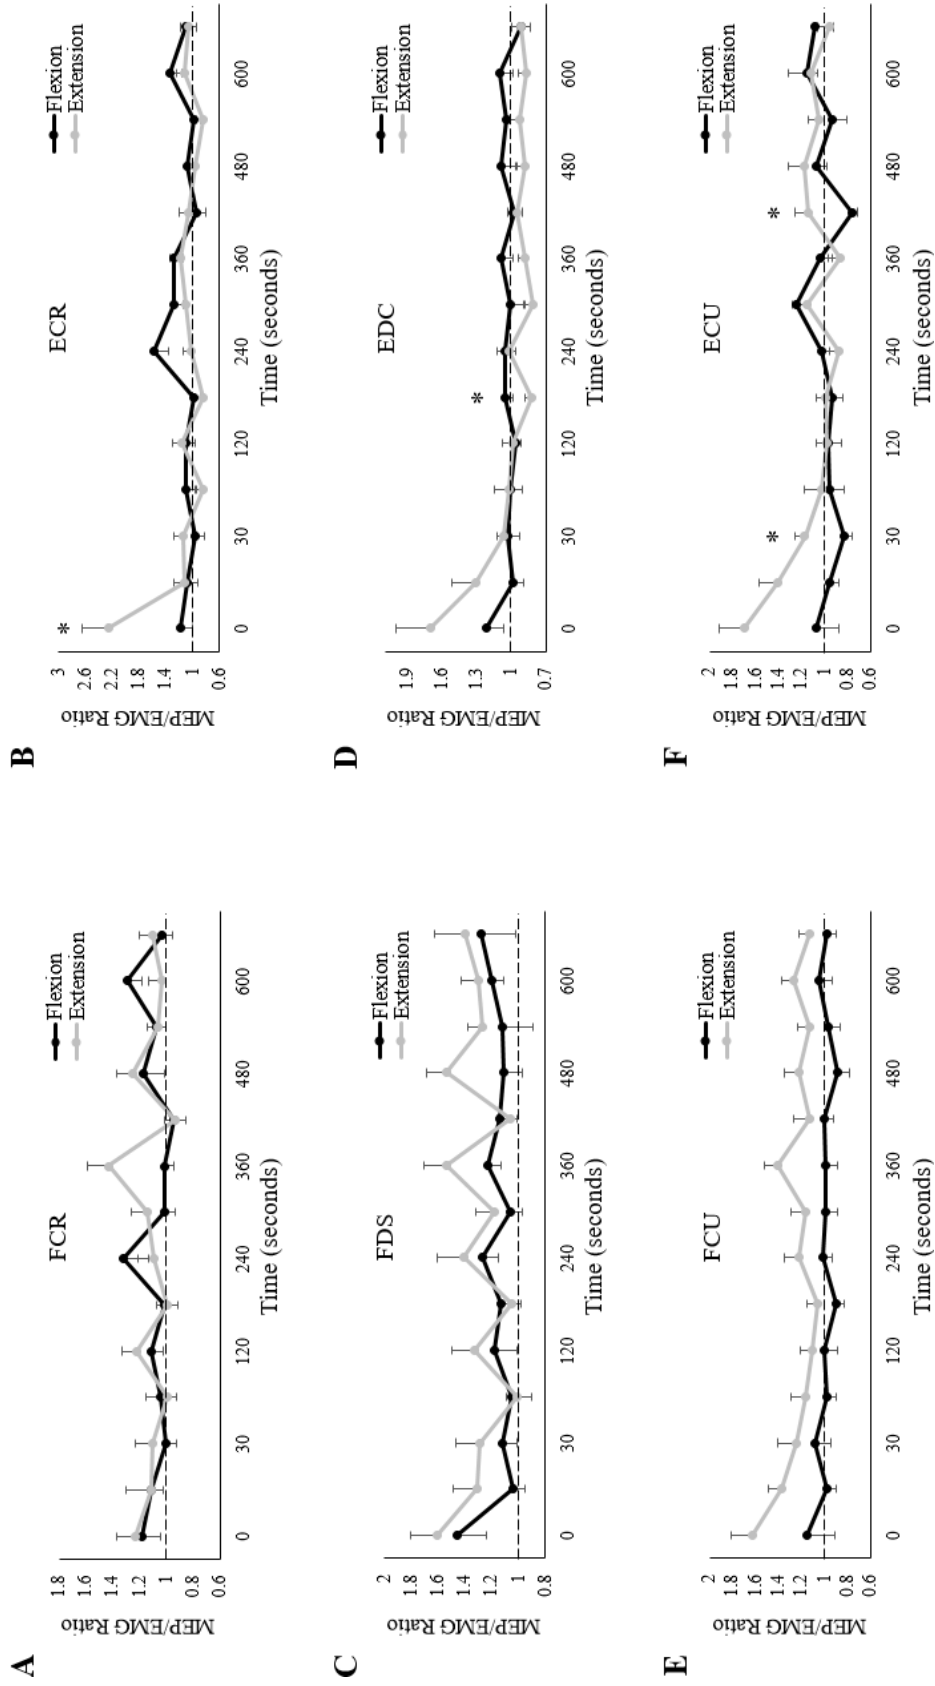 A
FCR
Flexion
Extension
MEP/EMG Ratio
1.8
1.6
1.4
1.2
1
0.8
0.6
0 30 120 240 360 480 600
Time (seconds)
B
ECR
Flexion
Extension
MEP/EMG Ratio
3
2.6
2.2
1.8
1.4
1
0.6
*
0 30 120 240 360 480 600
Time (seconds)
C
FDS
Flexion
Extension
MEP/EMG Ratio
2
1.8
1.6
1.4
1.2
1
0.8
0 30 120 240 360 480 600
Time (seconds)
D
EDC
Flexion
Extension
MEP/EMG Ratio
1.9
1.6
1.3
1
0.7
*
0 30 120 240 360 480 600
Time (seconds)
E
FCU
Flexion
Extension
MEP/EMG Ratio
2
1.8
1.6
1.4
1.2
1
0.8
0.6
0 30 120 240 360 480 600
Time (seconds)
F
ECU
Flexion
Extension
MEP/EMG Ratio
2
1.8
1.6
1.4
1.2
1
0.8
0.6
* *
0 30 120 240 360 480 600
Time (seconds)